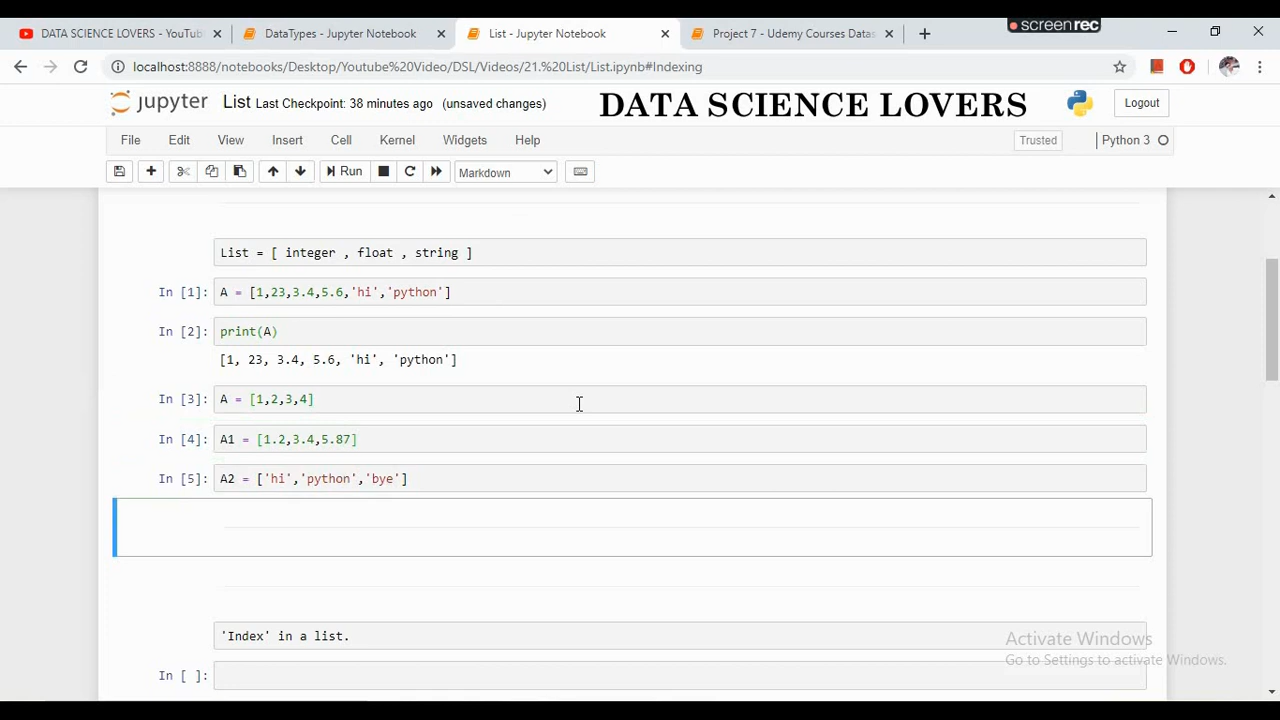 screenrec
DATA SCIENCE LOVERS - YouTub
DataTypes - Jupyter Notebook
List - Jupyter Notebook
Project 7 - Udemy Courses Datas
localhost:8888/notebooks/Desktop/Youtube%20Video/DSL/Videos/21.%20List/List.ipynb#Indexing
jupyter List Last Checkpoint: 38 minutes ago (unsaved changes)
DATA SCIENCE LOVERS
Logout
File Edit View Insert Cell Kernel Widgets Help
Trusted
Python 3
Run
Markdown
List = [ integer , float , string ]
In [1]: A = [1,23,3.4,5.6,'hi','python']
In [2]: print(A)
[1, 23, 3.4, 5.6, 'hi', 'python']
In [3]: A = [1,2,3,4]
In [4]: A1 = [1.2,3.4,5.87]
In [5]: A2 = ['hi','python','bye']
'Index' in a list.
In [ ]:
Activate Windows
Go to Settings to activate Windows.